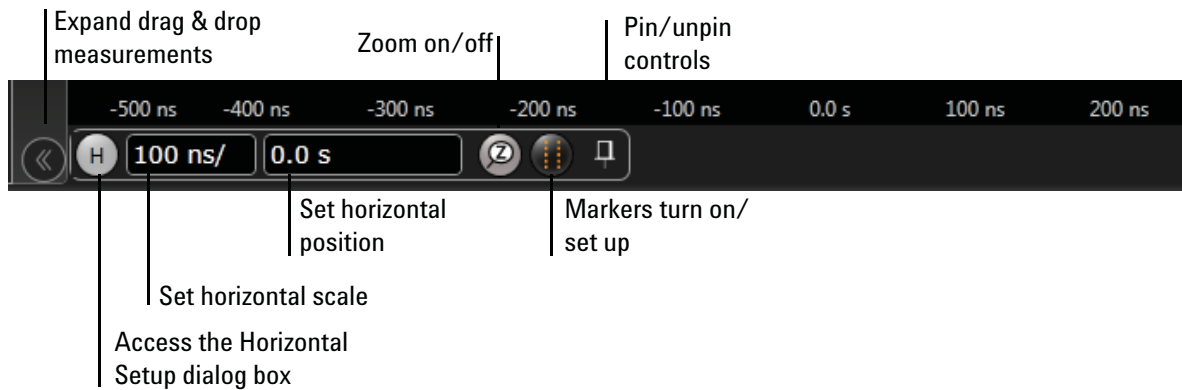 Expand drag & drop
measurements
Zoom on/off
Pin/unpin
controls
-500 ns -400 ns -300 ns -200 ns -100 ns 0.0 s 100 ns 200 ns
H 100 ns/ 0.0 s Z
Set horizontal
position
Markers turn on/
set up
Set horizontal scale
Access the Horizontal
Setup dialog box